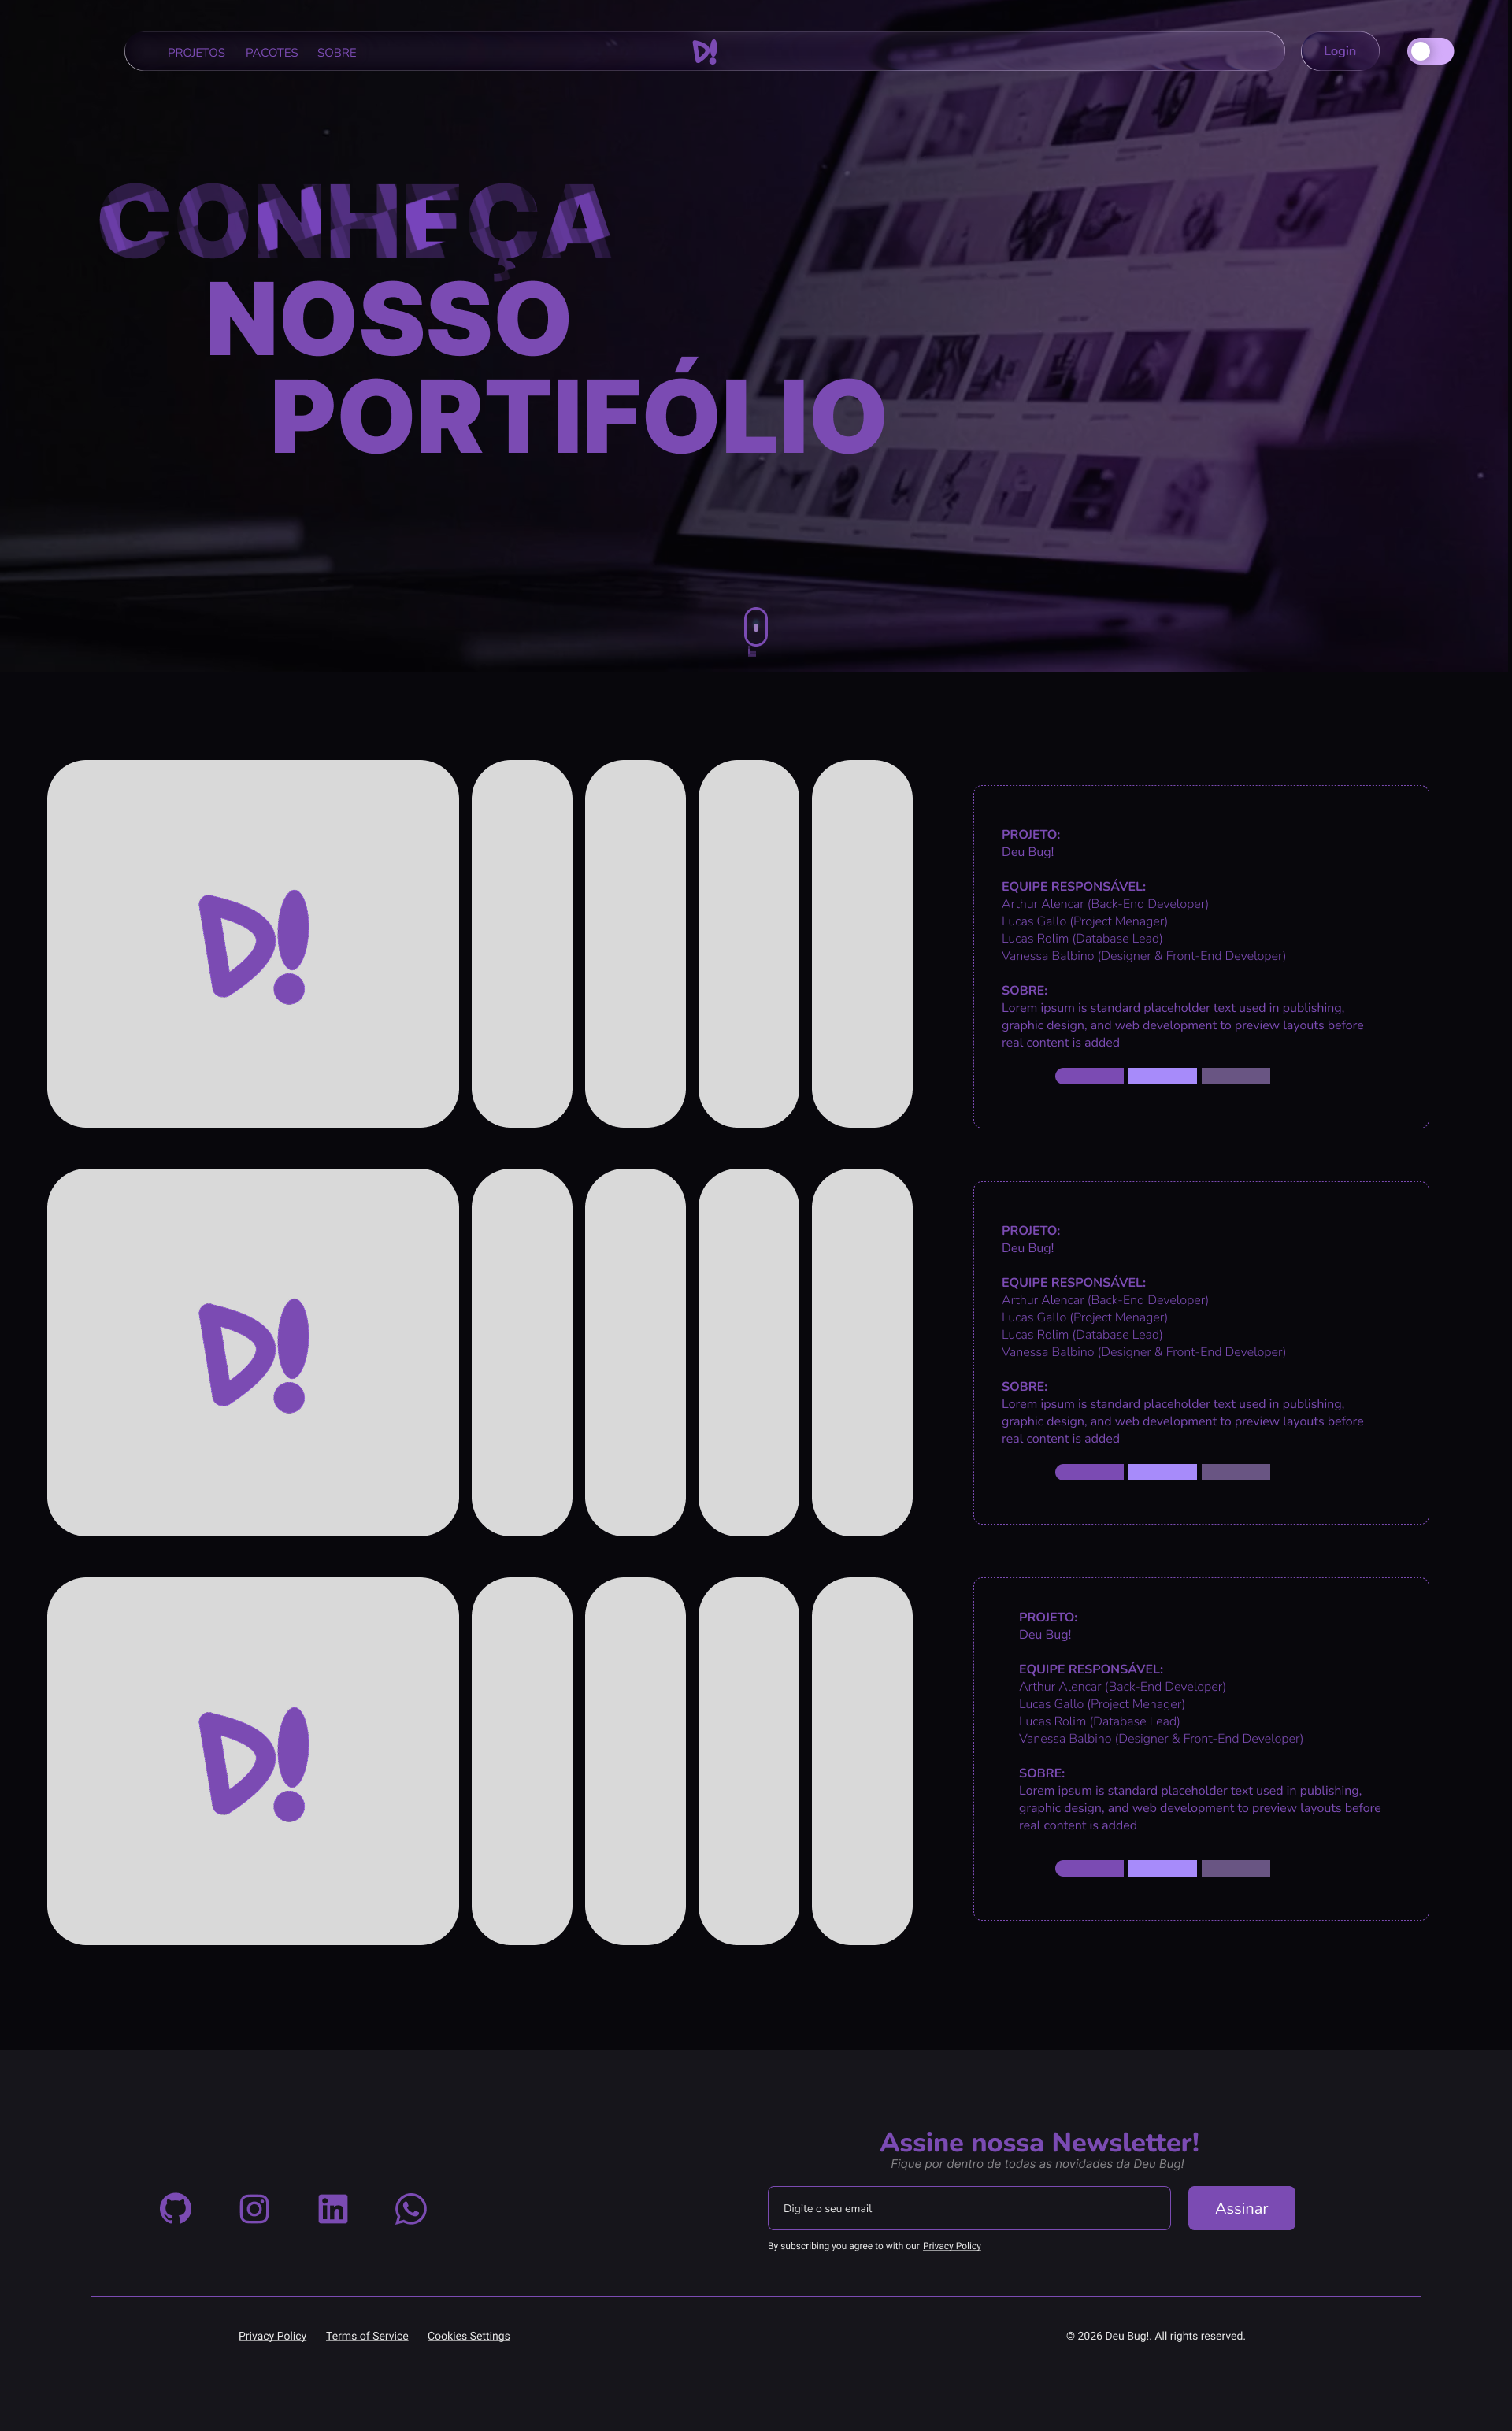 PROJETOS PACOTES SOBRE D! Login
CONHEÇA
NOSSO
PORTIFÓLIO
D!
PROJETO:
Deu Bug!
EQUIPE RESPONSÁVEL:
Arthur Alencar (Back-End Developer)
Lucas Gallo (Project Menager)
Lucas Rolim (Database Lead)
Vanessa Balbino (Designer & Front-End Developer)
SOBRE:
Lorem ipsum is standard placeholder text used in publishing,
graphic design, and web development to preview layouts before
real content is added
D!
PROJETO:
Deu Bug!
EQUIPE RESPONSÁVEL:
Arthur Alencar (Back-End Developer)
Lucas Gallo (Project Menager)
Lucas Rolim (Database Lead)
Vanessa Balbino (Designer & Front-End Developer)
SOBRE:
Lorem ipsum is standard placeholder text used in publishing,
graphic design, and web development to preview layouts before
real content is added
D!
PROJETO:
Deu Bug!
EQUIPE RESPONSÁVEL:
Arthur Alencar (Back-End Developer)
Lucas Gallo (Project Menager)
Lucas Rolim (Database Lead)
Vanessa Balbino (Designer & Front-End Developer)
SOBRE:
Lorem ipsum is standard placeholder text used in publishing,
graphic design, and web development to preview layouts before
real content is added
Assine nossa Newsletter!
Fique por dentro de todas as novidades da Deu Bug!
Digite o seu email
Assinar
By subscribing you agree to with our Privacy Policy
Privacy Policy Terms of Service Cookies Settings
© 2026 Deu Bug!. All rights reserved.